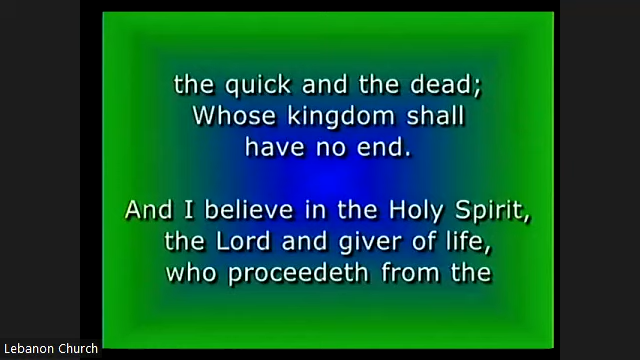 the quick and the dead;
Whose kingdom shall
have no end.
And I believe in the Holy Spirit,
the Lord and giver of life,
who proceedeth from the
Lebanon Church